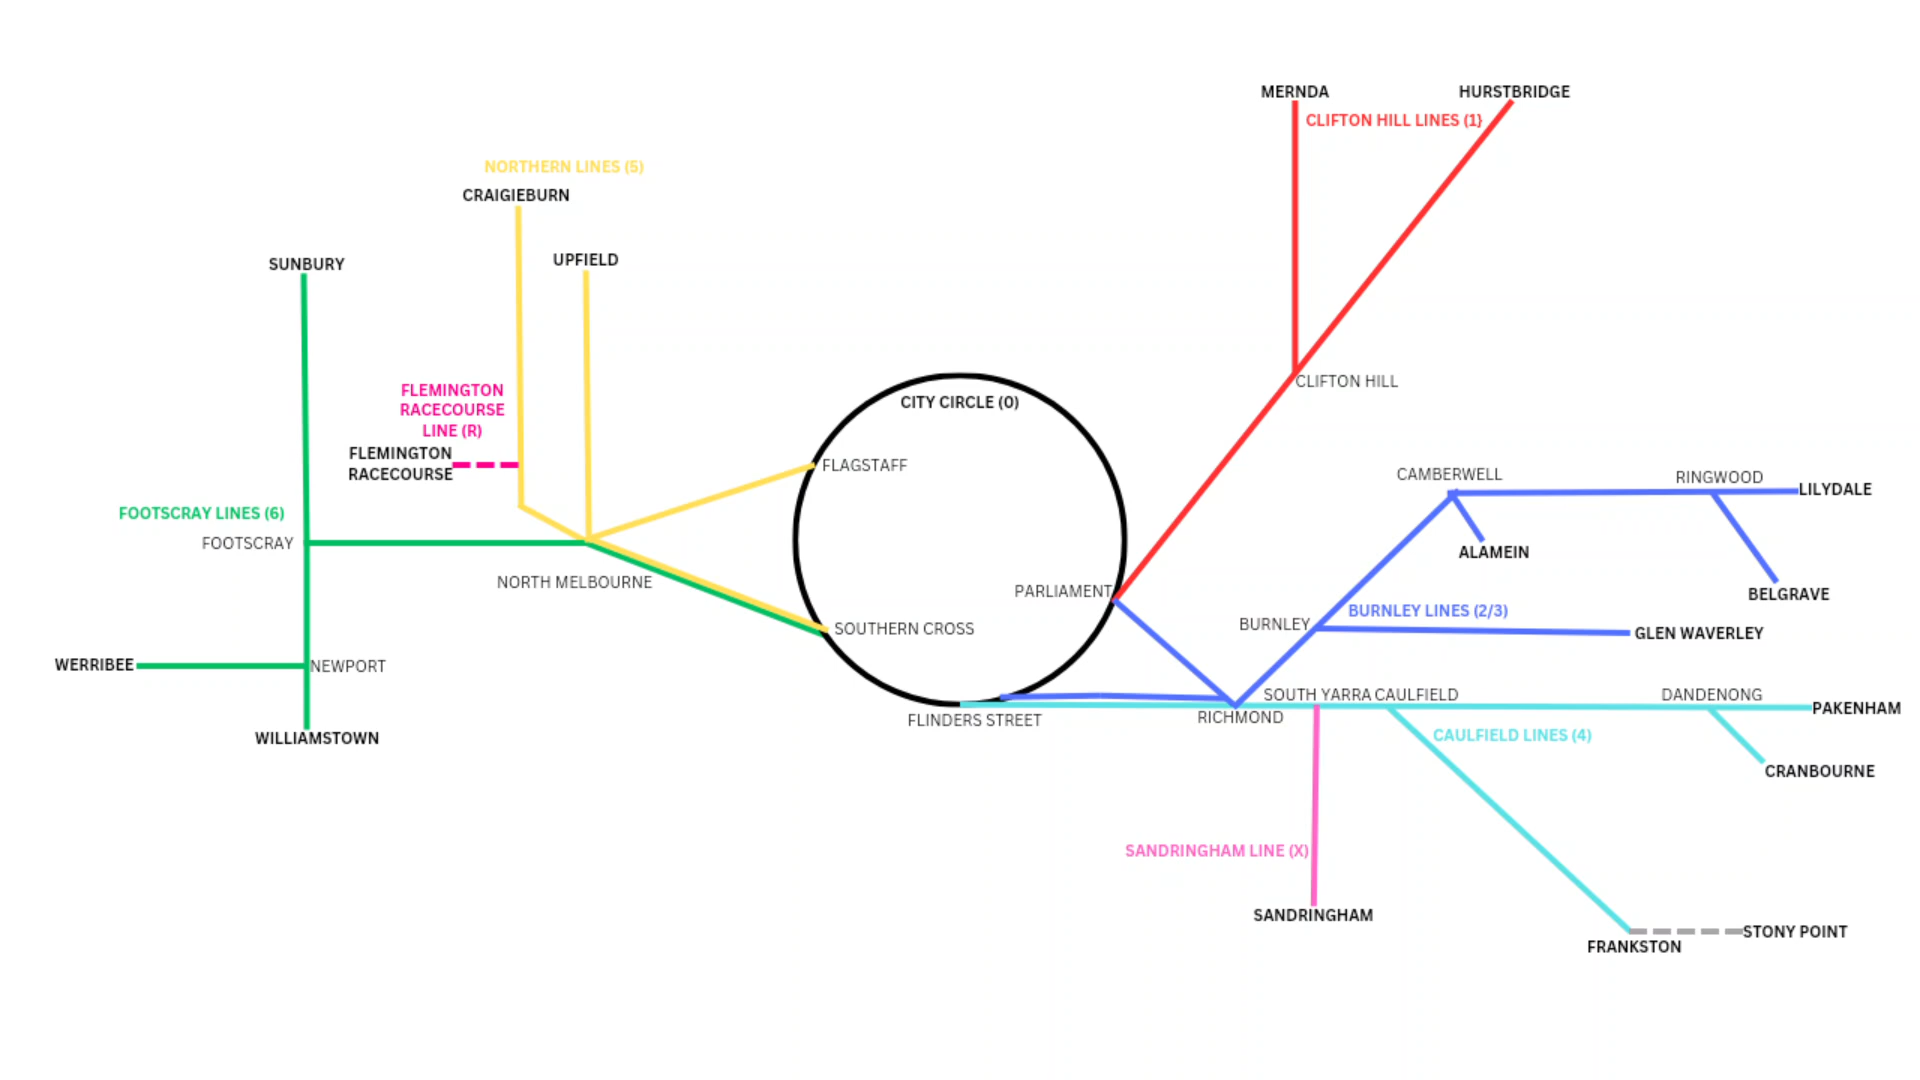 MERNDA
HURSTBRIDGE
CLIFTON HILL LINES (1)
NORTHERN LINES (5)
CRAIGIEBURN
UPFIELD
SUNBURY
CLIFTON HILL
FLEMINGTON
RACECOURSE
LINE (R)
CITY CIRCLE (0)
FLEMINGTON
RACECOURSE
FLAGSTAFF
CAMBERWELL
RINGWOOD
LILYDALE
FOOTSCRAY LINES (6)
FOOTSCRAY
ALAMEIN
NORTH MELBOURNE
PARLIAMENT
BELGRAVE
BURNLEY LINES (2/3)
BURNLEY
SOUTHERN CROSS
GLEN WAVERLEY
WERRIBEE
NEWPORT
SOUTH YARRA
CAULFIELD
DANDENONG
PAKENHAM
FLINDERS STREET
RICHMOND
WILLIAMSTOWN
CAULFIELD LINES (4)
CRANBOURNE
SANDRINGHAM LINE (X)
SANDRINGHAM
STONY POINT
FRANKSTON